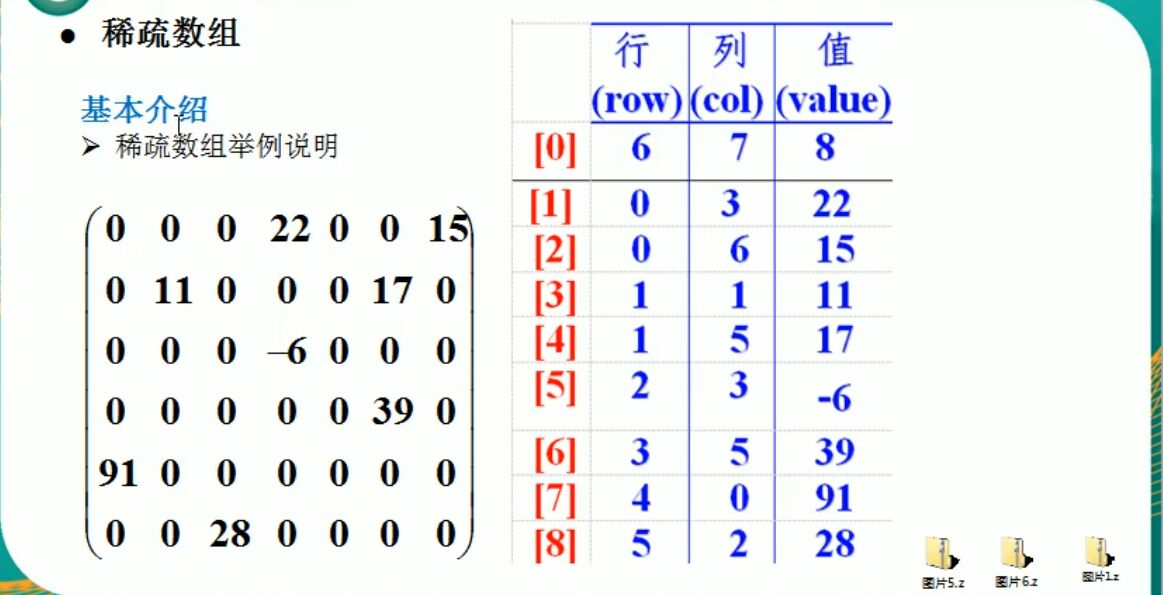 ● 稀疏数组
基本介绍
➢ 稀疏数组举例说明
0 0 0 22 0 0 15
0 11 0 0 0 17 0
0 0 0 –6 0 0 0
0 0 0 0 0 39 0
91 0 0 0 0 0 0
0 0 28 0 0 0 0
行 列 值
(row) (col) (value)
[0] 6 7 8
[1] 0 3 22
[2] 0 6 15
[3] 1 1 11
[4] 1 5 17
[5] 2 3 -6
[6] 3 5 39
[7] 4 0 91
[8] 5 2 28
图片5.z 图片6.z 图片1.z